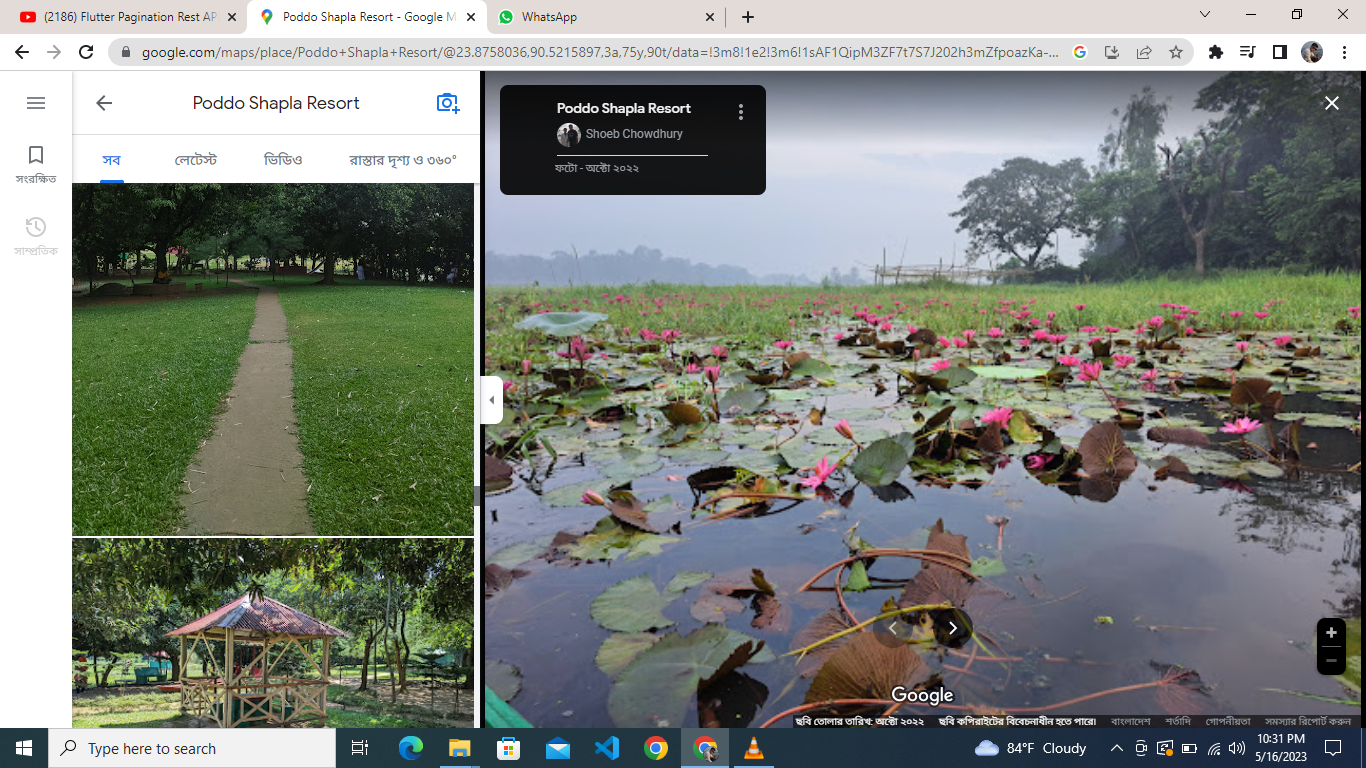 (2186) Flutter Pagination Rest AP
Poddo Shapla Resort - Google M
WhatsApp
google.com/maps/place/Poddo+Shapla+Resort/@23.8758036,90.5215897,3a,75y,90t/data=!3m8!1e2!3m6!1sAF1QipM3ZF7t7S7J202h3mZfpoazKa-...
Poddo Shapla Resort
সব লেটেস্ট ভিডিও রাস্তার দৃশ্য ও ৩৬০°
সংরক্ষিত
সাম্প্রতিক
Poddo Shapla Resort
Shoeb Chowdhury
ফটো - অক্টো ২০২২
Google
ছবি তোলার তারিখ: অক্টো ২০২২ ছবি কপিরাইটের বিবেচনাধীন হতে পারে। বাংলাদেশ শর্তাদি গোপনীয়তা সমস্যার রিপোর্ট করুন
Type here to search
84°F Cloudy
10:31 PM
5/16/2023